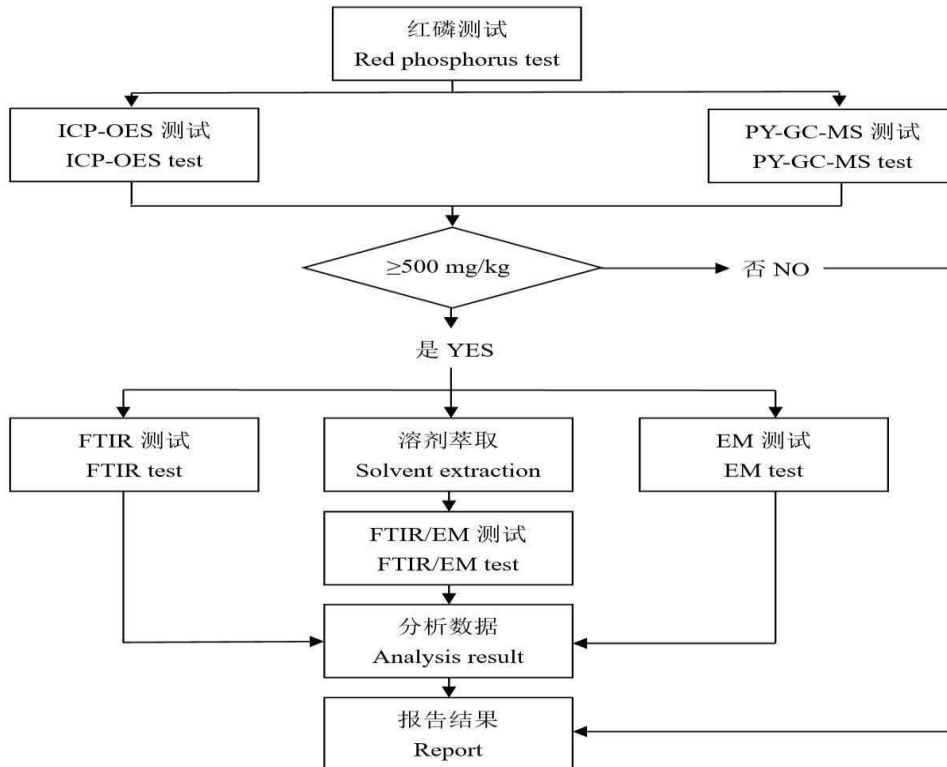 红磷测试
Red phosphorus test
ICP-OES 测试
ICP-OES test
PY-GC-MS 测试
PY-GC-MS test
≥500 mg/kg
否 NO
是 YES
FTIR 测试
FTIR test
溶剂萃取
Solvent extraction
EM 测试
EM test
FTIR/EM 测试
FTIR/EM test
分析数据
Analysis result
报告结果
Report